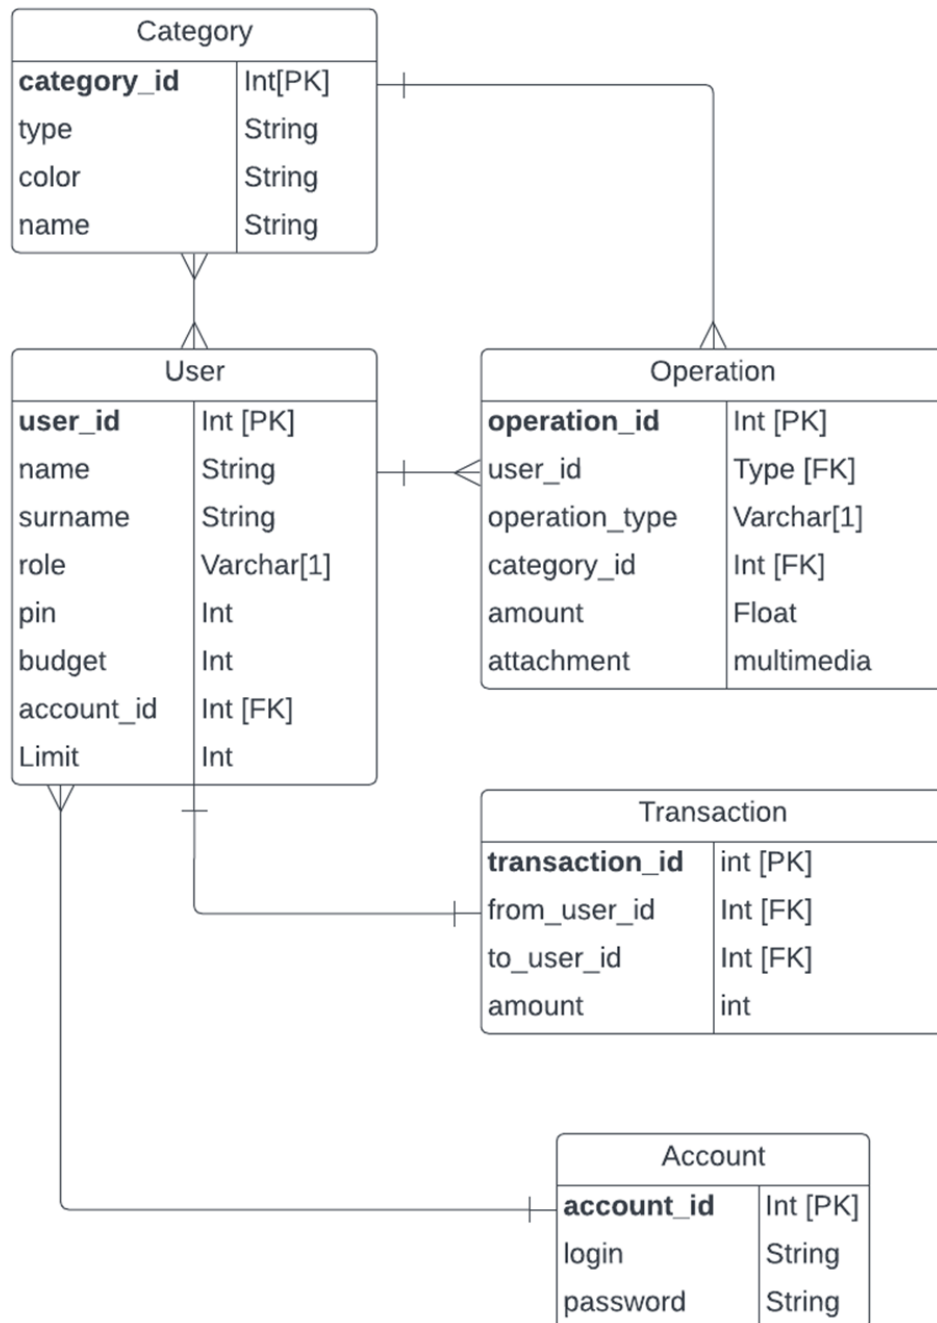 Category
category_id Int[PK]
type String
color String
name String
User
user_id Int [PK]
name String
surname String
role Varchar[1]
pin Int
budget Int
account_id Int [FK]
Limit Int
Operation
operation_id Int [PK]
user_id Type [FK]
operation_type Varchar[1]
category_id Int [FK]
amount Float
attachment multimedia
Transaction
transaction_id int [PK]
from_user_id Int [FK]
to_user_id Int [FK]
amount int
Account
account_id Int [PK]
login String
password String